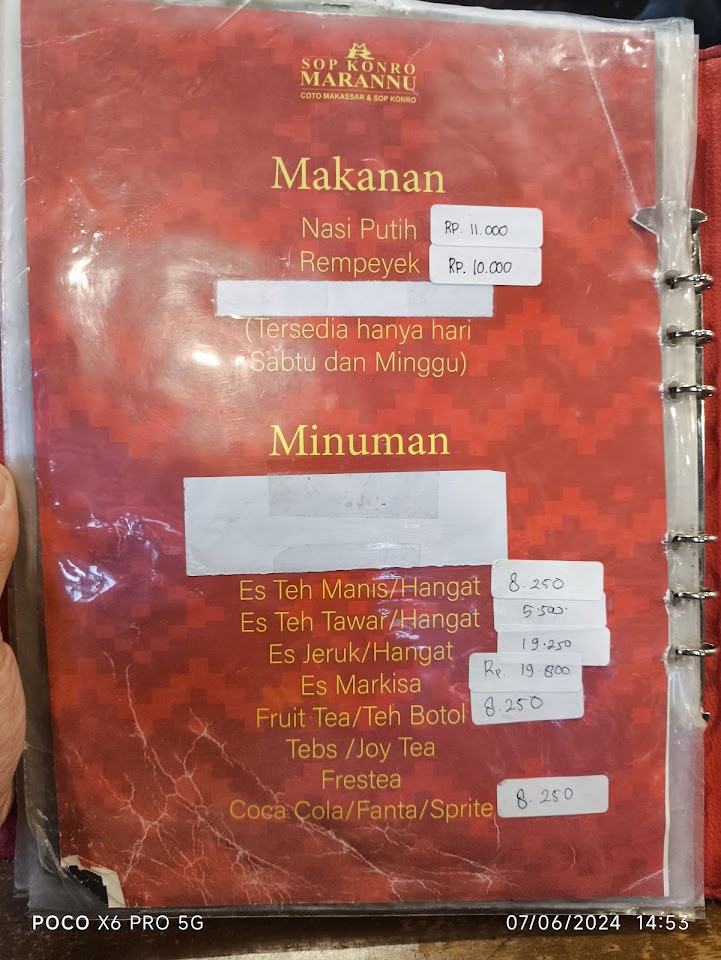 SOP KONRO
MARANNU
COTO MAKASSAR & SOP KONRO
Makanan
Nasi Putih RP. 11.000
Rempeyek RP. 10.000
(Tersedia hanya hari
Sabtu dan Minggu)
Minuman
Es Teh Manis/Hangat 8.250
Es Teh Tawar/Hangat 5.500.
Es Jeruk/Hangat 19.250
Es Markisa Rp. 19.800
Fruit Tea/Teh Botol 8.250
Tebs /Joy Tea
Frestea
Coca Cola/Fanta/Sprite 8.250
POCO X6 PRO 5G
07/06/2024 14:53